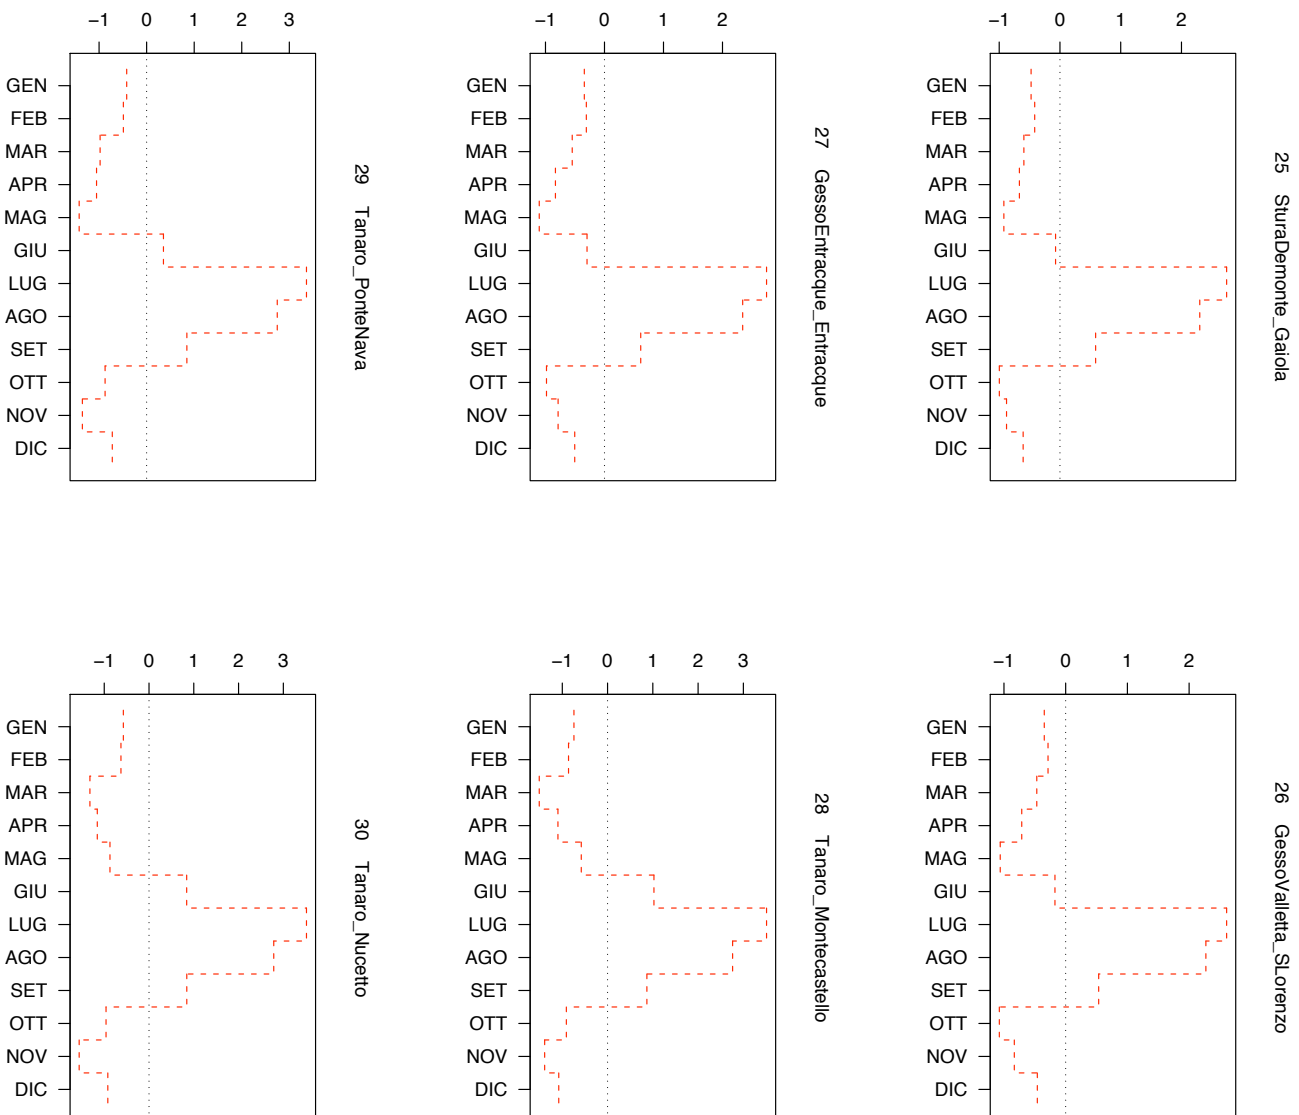 −1 0 1 2 3
GEN
FEB
MAR
APR
MAG
GIU
LUG
AGO
SET
OTT
NOV
DIC
29 Tanaro_PonteNava
−1 0 1 2
GEN
FEB
MAR
APR
MAG
GIU
LUG
AGO
SET
OTT
NOV
DIC
27 GessoEntracque_Entracque
−1 0 1 2
GEN
FEB
MAR
APR
MAG
GIU
LUG
AGO
SET
OTT
NOV
DIC
25 SturaDemonte_Gaiola
−1 0 1 2 3
GEN
FEB
MAR
APR
MAG
GIU
LUG
AGO
SET
OTT
NOV
DIC
30 Tanaro_Nucetto
−1 0 1 2 3
GEN
FEB
MAR
APR
MAG
GIU
LUG
AGO
SET
OTT
NOV
DIC
28 Tanaro_Montecastello
−1 0 1 2
GEN
FEB
MAR
APR
MAG
GIU
LUG
AGO
SET
OTT
NOV
DIC
26 GessoValletta_SLorenzo